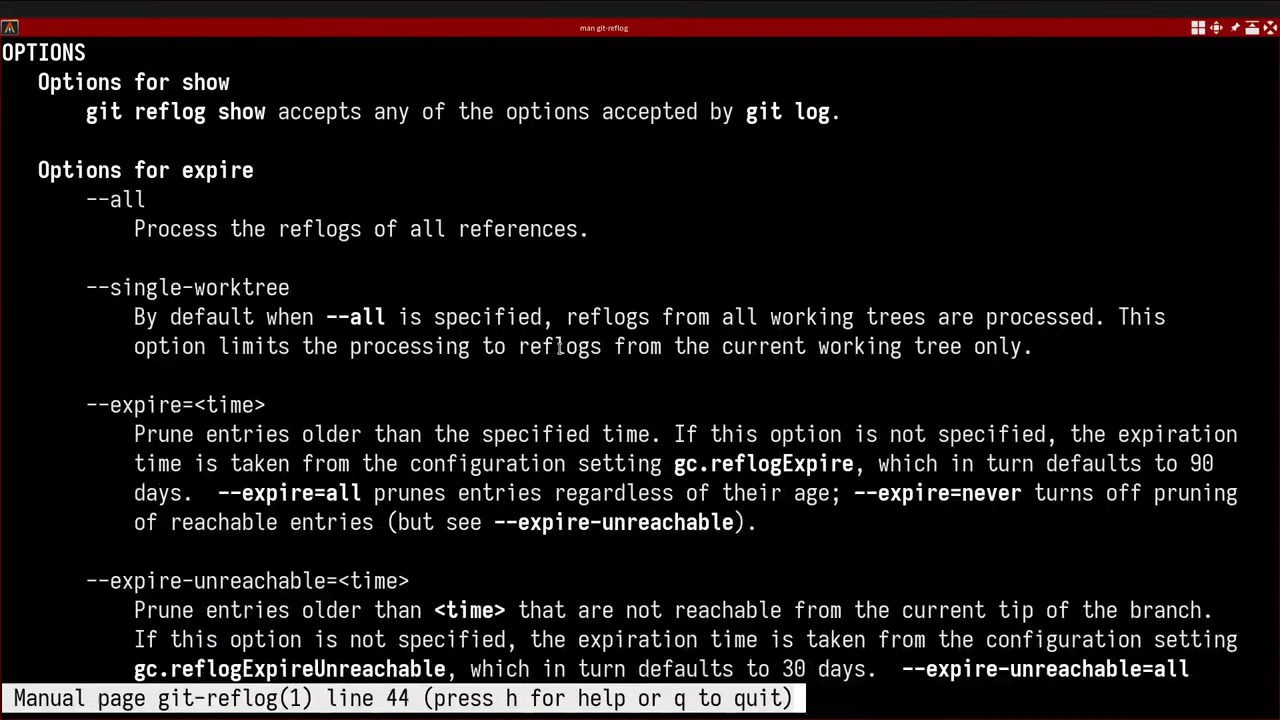 man git-reflog
OPTIONS
Options for show
git reflog show accepts any of the options accepted by git log.
Options for expire
--all
Process the reflogs of all references.
--single-worktree
By default when --all is specified, reflogs from all working trees are processed. This
option limits the processing to reflogs from the current working tree only.
--expire=<time>
Prune entries older than the specified time. If this option is not specified, the expiration
time is taken from the configuration setting gc.reflogExpire, which in turn defaults to 90
days.  --expire=all prunes entries regardless of their age; --expire=never turns off pruning
of reachable entries (but see --expire-unreachable).
--expire-unreachable=<time>
Prune entries older than <time> that are not reachable from the current tip of the branch.
If this option is not specified, the expiration time is taken from the configuration setting
gc.reflogExpireUnreachable, which in turn defaults to 30 days.  --expire-unreachable=all
Manual page git-reflog(1) line 44 (press h for help or q to quit)